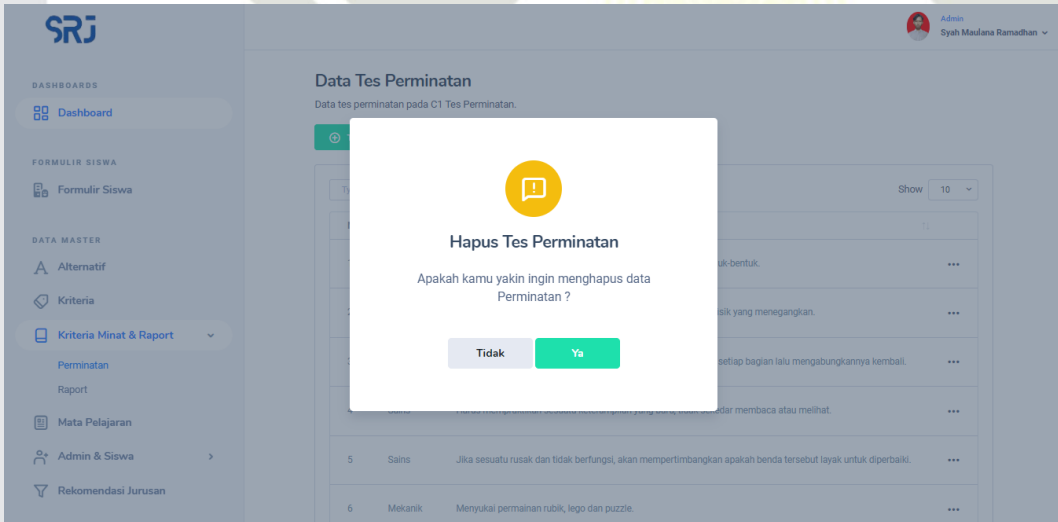 SRJ
Admin
Syah Maulana Ramadhan
DASHBOARDS
Dashboard
FORMULIR SISWA
Formulir Siswa
DATA MASTER
Alternatif
Kriteria
Kriteria Minat & Raport
Perminatan
Raport
Mata Pelajaran
Admin & Siswa
Rekomendasi Jurusan
Data Tes Perminatan
Data tes perminatan pada C1 Tes Perminatan.
Show 10
Hapus Tes Perminatan
Apakah kamu yakin ingin menghapus data
Perminatan ?
Tidak Ya
uk-bentuk.
isik yang menegangkan.
setiap bagian lalu mengabungkannya kembali.
membaca atau melihat.
5 Sains Jika sesuatu rusak dan tidak berfungsi, akan mempertimbangkan apakah benda tersebut layak untuk diperbaiki.
6 Mekanik Menyukai permainan rubik, lego dan puzzle.